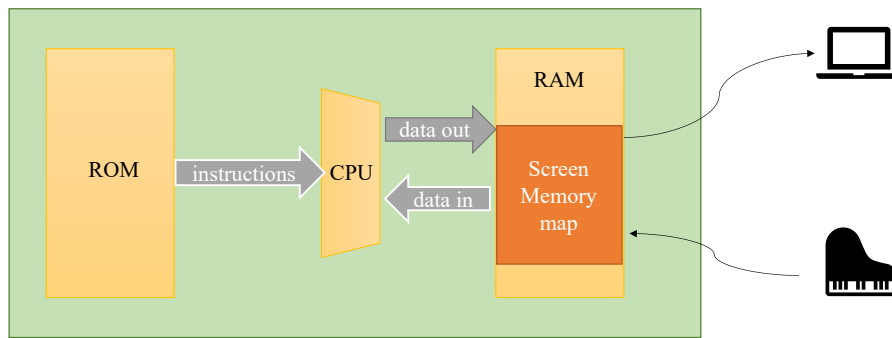 ROM
instructions
CPU
data out
data in
RAM
Screen
Memory
map